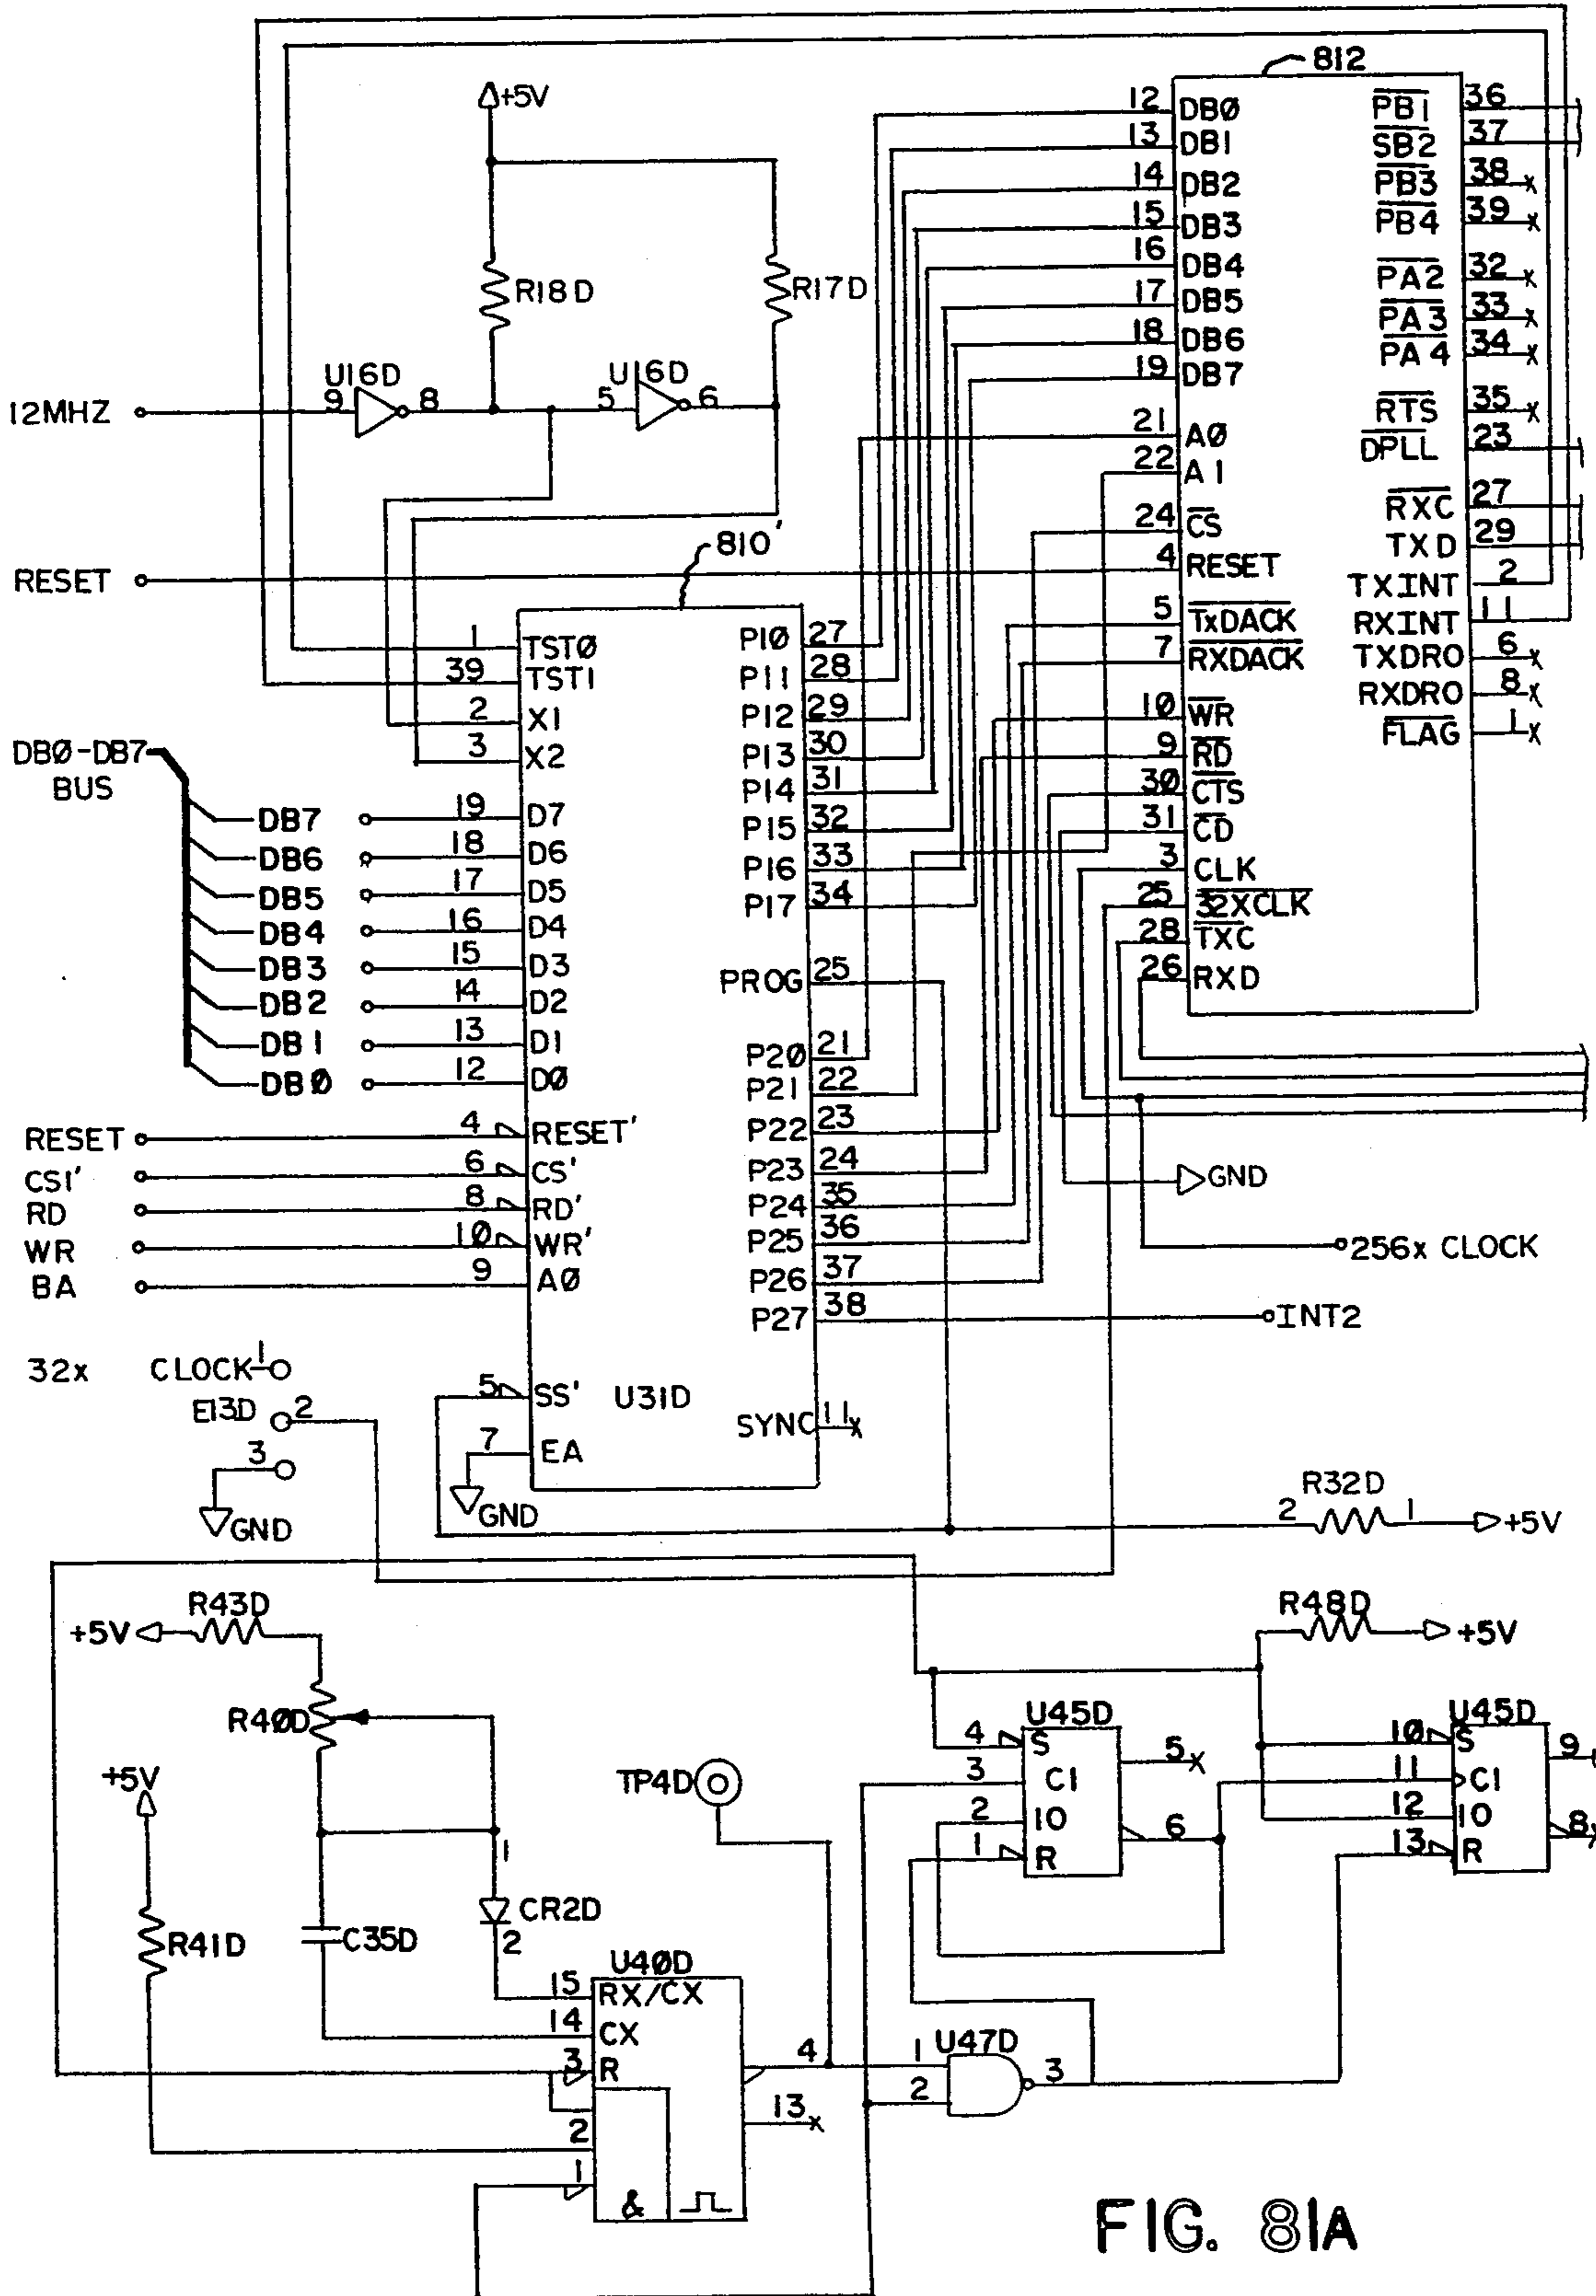 812
+5V
R18D
R17D
U16D
9
8
U16D
5
6
12MHZ
RESET
810'
12 DB0
13 DB1
14 DB2
15 DB3
16 DB4
17 DB5
18 DB6
19 DB7
21 A0
22 A1
24 CS
4 RESET
5 TxDACK
7 RXDACK
10 WR
9 RD
30 CTS
31 CD
3 CLK
25 32XCLK
28 TXC
26 RXD
PB1 36
SB2 37
PB3 38 x
PB4 39 x
PA2 32 x
PA3 33 x
PA4 34 x
RTS 35 x
DPLL 23
RXC 27
TXD 29
TXINT 2
RXINT 11
TXDRO 6 x
RXDRO 8 x
FLAG 1 x
1 TST0
39 TST1
2 X1
3 X2
DB0-DB7
BUS
DB7 19 D7
DB6 18 D6
DB5 17 D5
DB4 16 D4
DB3 15 D3
DB2 14 D2
DB1 13 D1
DB0 12 D0
RESET 4 RESET'
CS1' 6 CS'
RD 8 RD'
WR 10 WR'
BA 9 A0
5 SS'
7 EA
GND
U31D
P10 27
P11 28
P12 29
P13 30
P14 31
P15 32
P16 33
P17 34
PROG 25
P20 21
P21 22
P22 23
P23 24
P24 35
P25 36
P26 37
P27 38
SYNC 11 x
GND
256x CLOCK
INT2
32x CLOCK 1
E13D 2
3
GND
R32D
2 1 +5V
R43D
+5V
R40D
+5V
R41D
C35D
1
CR2D
2
TP4D
U40D
15 RX/CX
14 CX
3 R
2
1
&
4
13 x
R48D
+5V
U45D
4 S
3 C1
2 IO
1 R
5 x
6
U45D
10 S
11 C1
12 IO
13 R
9
8
U47D
1
2
3
FIG. 81A